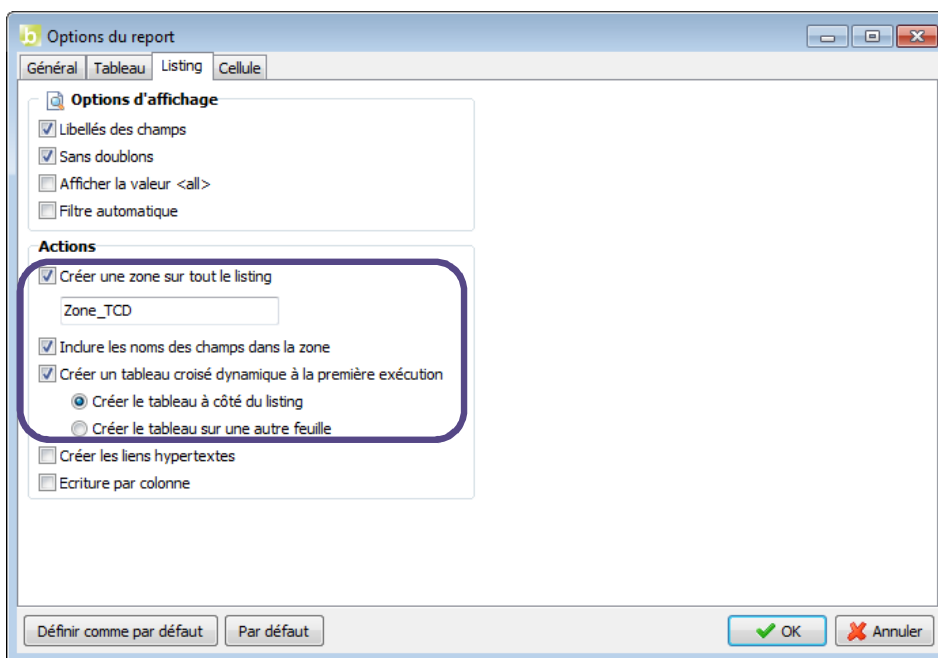 Options du report
Général Tableau Listing Cellule
Options d'affichage
Libellés des champs
Sans doublons
Afficher la valeur <all>
Filtre automatique
Actions
Créer une zone sur tout le listing
Zone_TCD
Inclure les noms des champs dans la zone
Créer un tableau croisé dynamique à la première exécution
Créer le tableau à côté du listing
Créer le tableau sur une autre feuille
Créer les liens hypertextes
Ecriture par colonne
Définir comme par défaut Par défaut OK Annuler